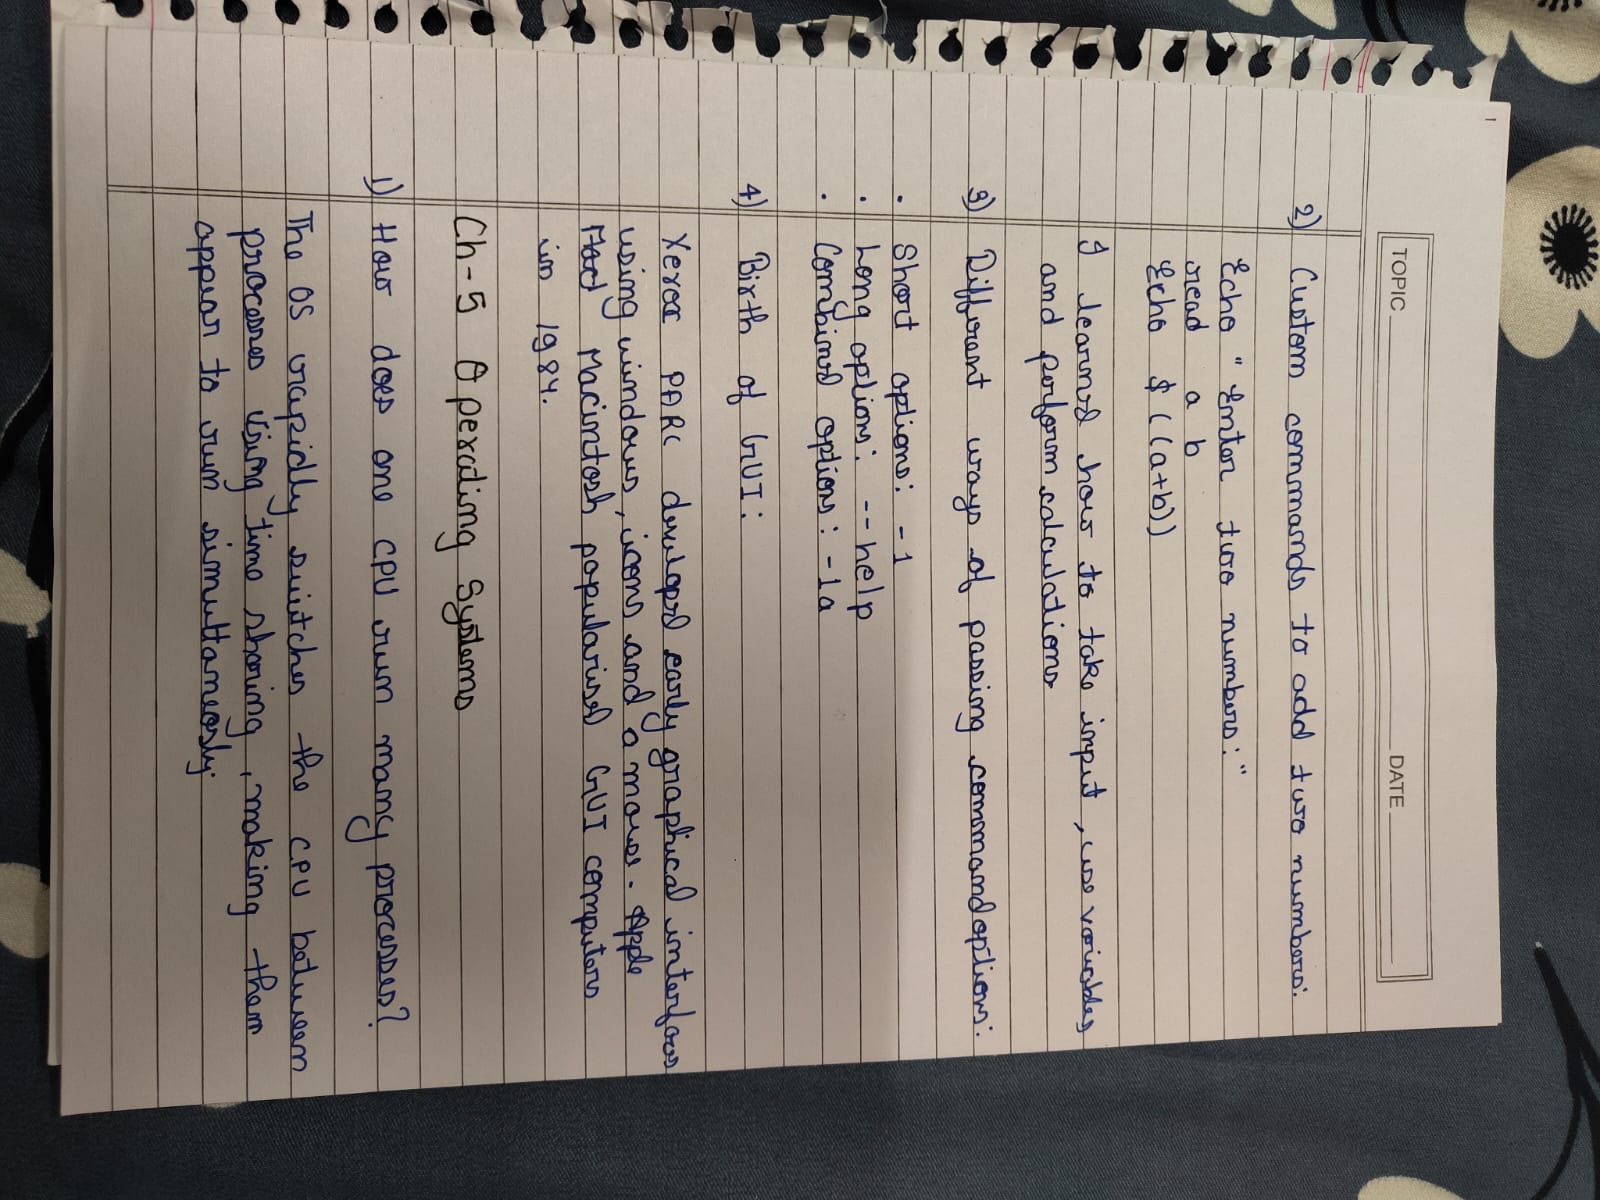 1
TOPIC DATE
2) Custom commands to add two numbers:
Echo "Enter two numbers:"
read a b
Echo $((a+b))
I learned how to take input, use variables
and perform calculations
3) Different ways of passing command options:
• Short options: -1
• Long options: --help
• Combined options: -1a
4) Birth of GUI:
Xerox PARC developed early graphical interfaces
using windows, icons and a mouse. Apple
Macintosh popularised GUI computers
in 1984.
Ch-5 Operating Systems
1) How does one CPU run many processes?
The OS rapidly switches the CPU between
processes using time sharing, making them
appear to run simultaneously.